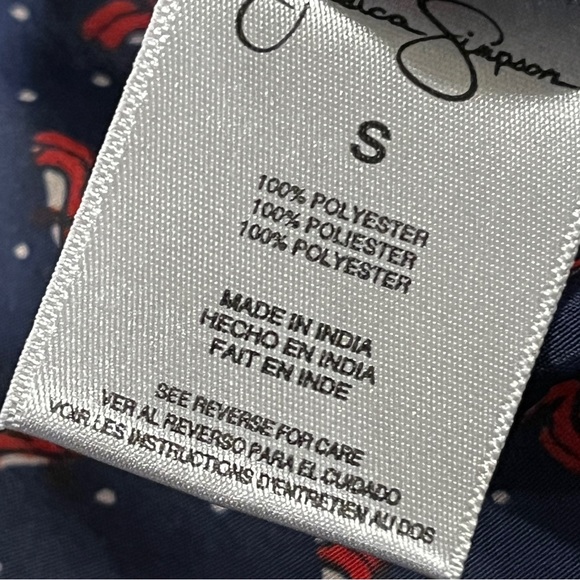 Jessica Simpson
S
100% POLYESTER
100% POLIESTER
100% POLYESTER
MADE IN INDIA
HECHO EN INDIA
FAIT EN INDE
SEE REVERSE FOR CARE
VER AL REVERSO PARA EL CUIDADO
VOIR LES INSTRUCTIONS D'ENTRETIEN AU DOS